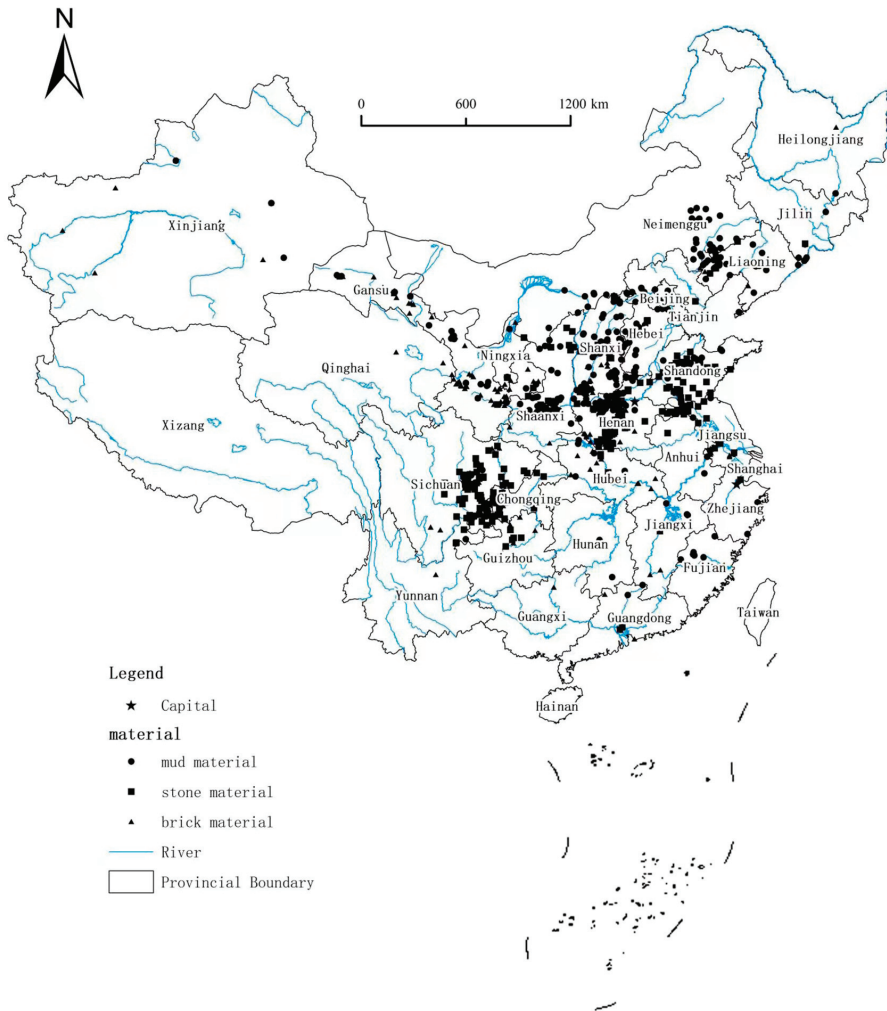 N
0 600 1200 km
Heilongjiang
Jilin
Neimenggu
Xinjiang
Liaoning
Gansu
Beijing
Tianjin
Hebei
Shanxi
Ningxia
Qinghai
Shandong
Shaanxi
Henan
Xizang
Jiangsu
Anhui
Shanghai
Hubei
Sichuan
Chongqing
Zhejiang
Jiangxi
Hunan
Guizhou
Fujian
Yunnan
Taiwan
Guangxi
Guangdong
Hainan
Legend
Capital
material
mud material
stone material
brick material
River
Provincial Boundary